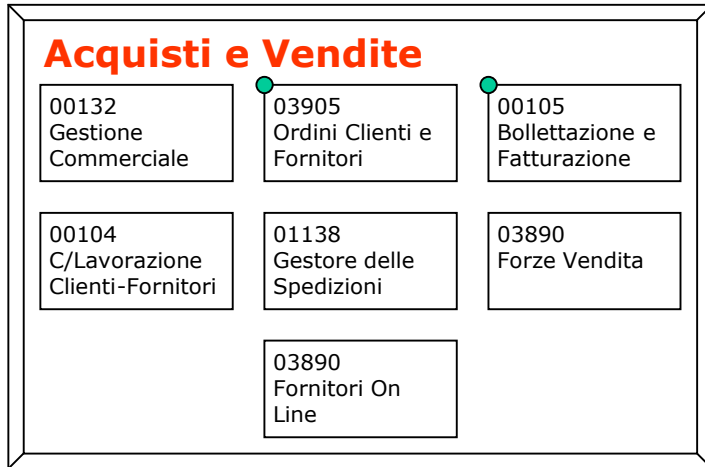 Acquisti e Vendite
00132
Gestione
Commerciale
03905
Ordini Clienti e
Fornitori
00105
Bollettazione e
Fatturazione
00104
C/Lavorazione
Clienti-Fornitori
01138
Gestore delle
Spedizioni
03890
Forze Vendita
03890
Fornitori On
Line